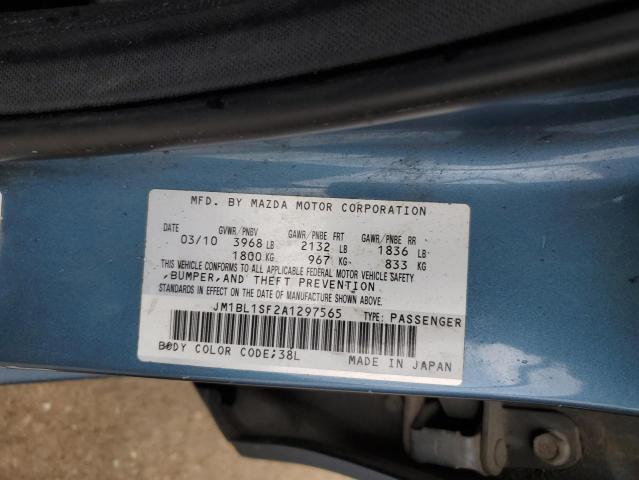 MFD. BY MAZDA MOTOR CORPORATION
DATE GVWR/PNBV GAWR/PNBE FRT GAWR/PNBE RR
03/10 3968 LB 2132 LB 1836 LB
1800 KG 967 KG 833 KG
THIS VEHICLE CONFORMS TO ALL APPLICABLE FEDERAL MOTOR VEHICLE SAFETY
,BUMPER,AND THEFT PREVENTION
STANDARDS IN EFFECT ON THE DATE OF MANUFACTURE SHOWN ABOVE.
JM1BL1SF2A1297565 TYPE: PASSENGER
BODY COLOR CODE;38L MADE IN JAPAN